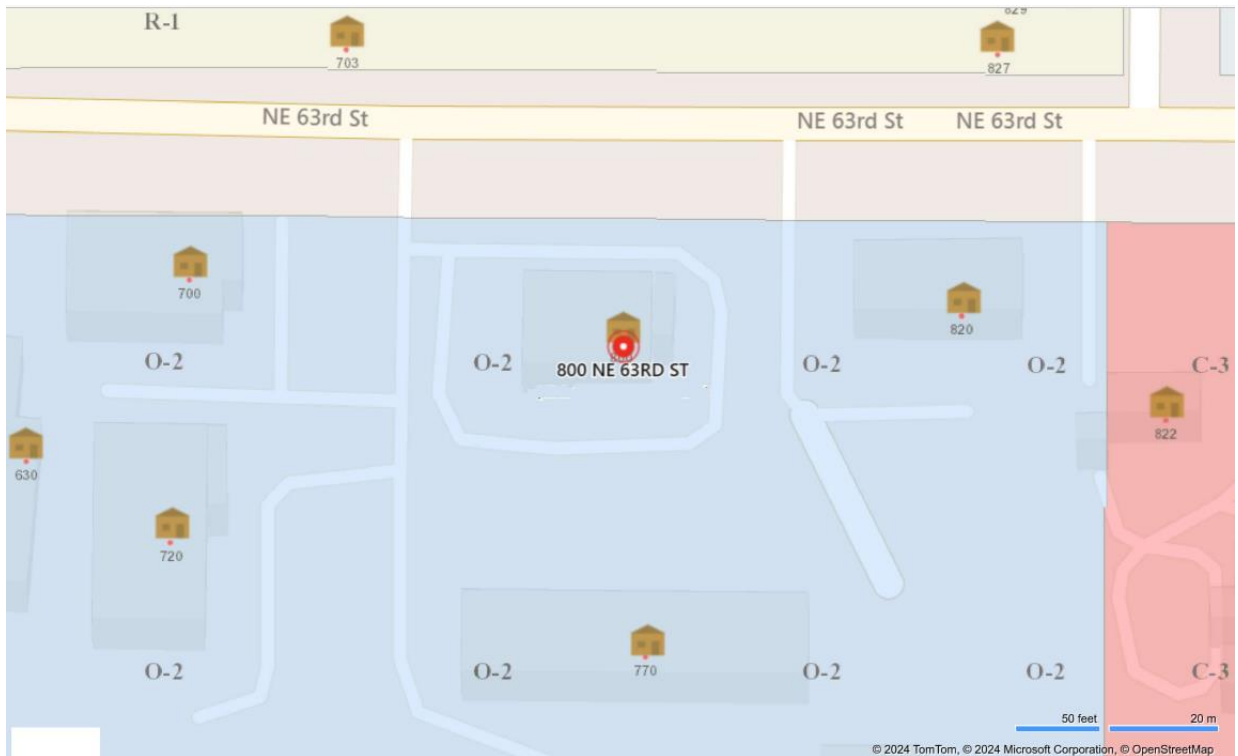 R-1
703
829
827
NE 63rd St
NE 63rd St
NE 63rd St
700
820
O-2
O-2
800 NE 63RD ST
O-2
O-2
C-3
822
630
720
770
O-2
O-2
O-2
O-2
C-3
50 feet
20 m
© 2024 TomTom, © 2024 Microsoft Corporation, © OpenStreetMap